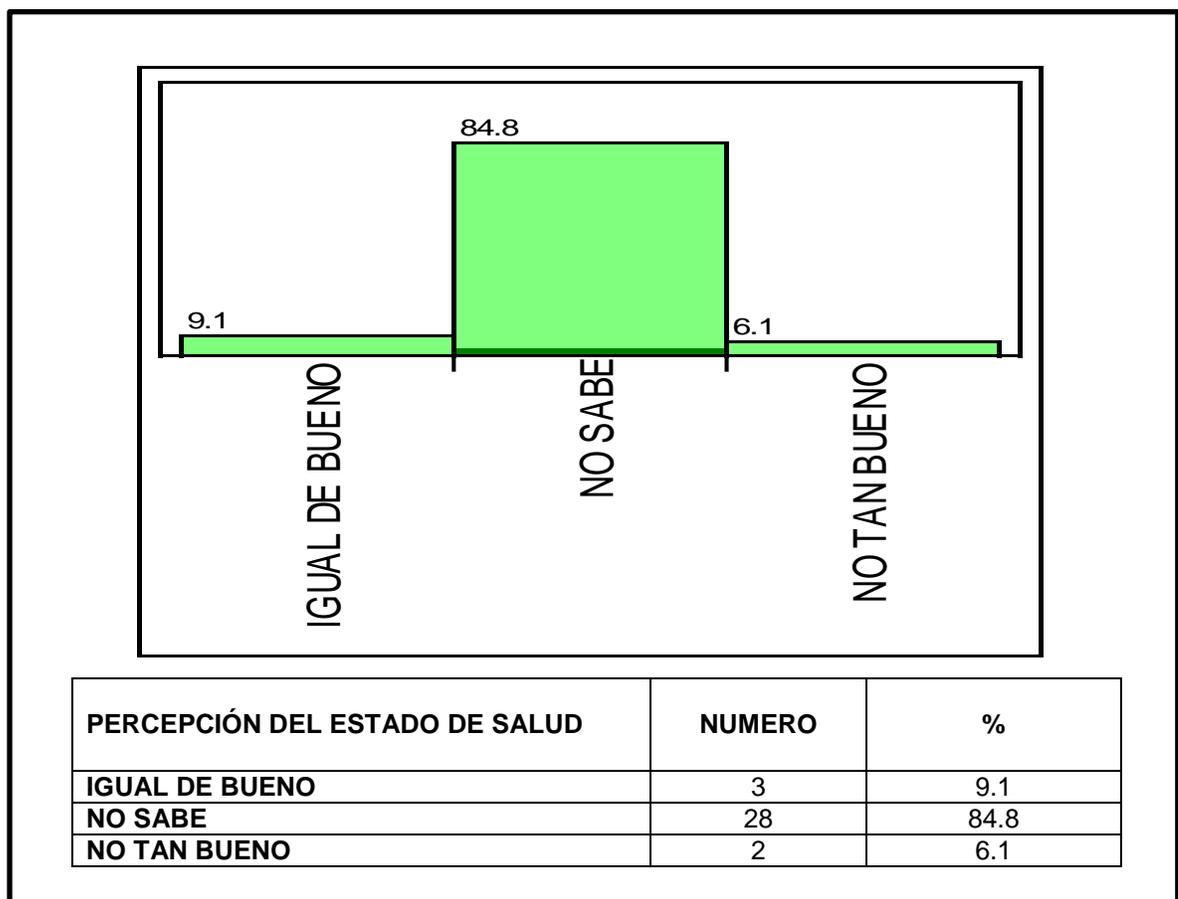 84.8
9.1
6.1
IGUAL DE BUENO
NO SABE
NO TAN BUENO
PERCEPCIÓN DEL ESTADO DE SALUD NUMERO %
IGUAL DE BUENO 3 9.1
NO SABE 28 84.8
NO TAN BUENO 2 6.1